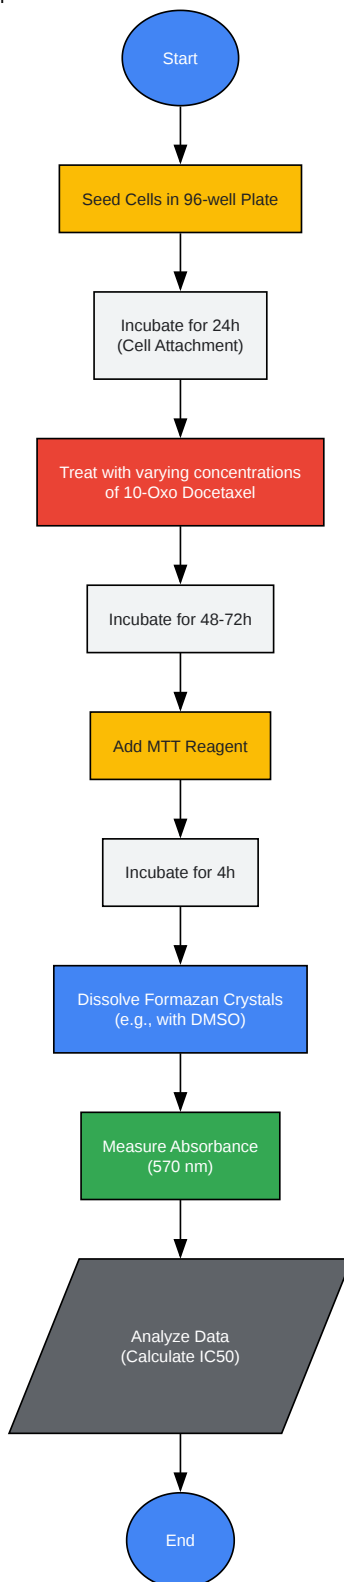 Start
Seed Cells in 96-well Plate
Incubate for 24h
(Cell Attachment)
Treat with varying concentrations
of 10-Oxo Docetaxel
Incubate for 48-72h
Add MTT Reagent
Incubate for 4h
Dissolve Formazan Crystals
(e.g., with DMSO)
Measure Absorbance
(570 nm)
Analyze Data
(Calculate IC50)
End